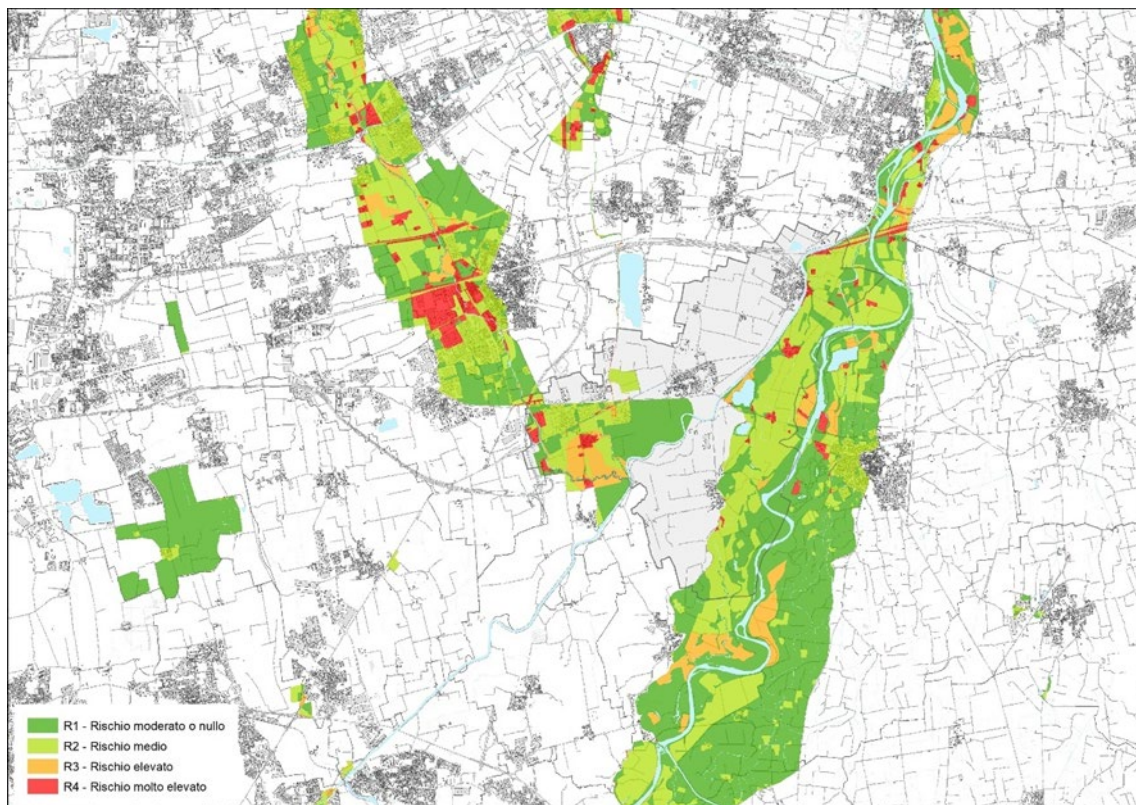 R1 - Rischio moderato o nullo
R2 - Rischio medio
R3 - Rischio elevato
R4 - Rischio molto elevato